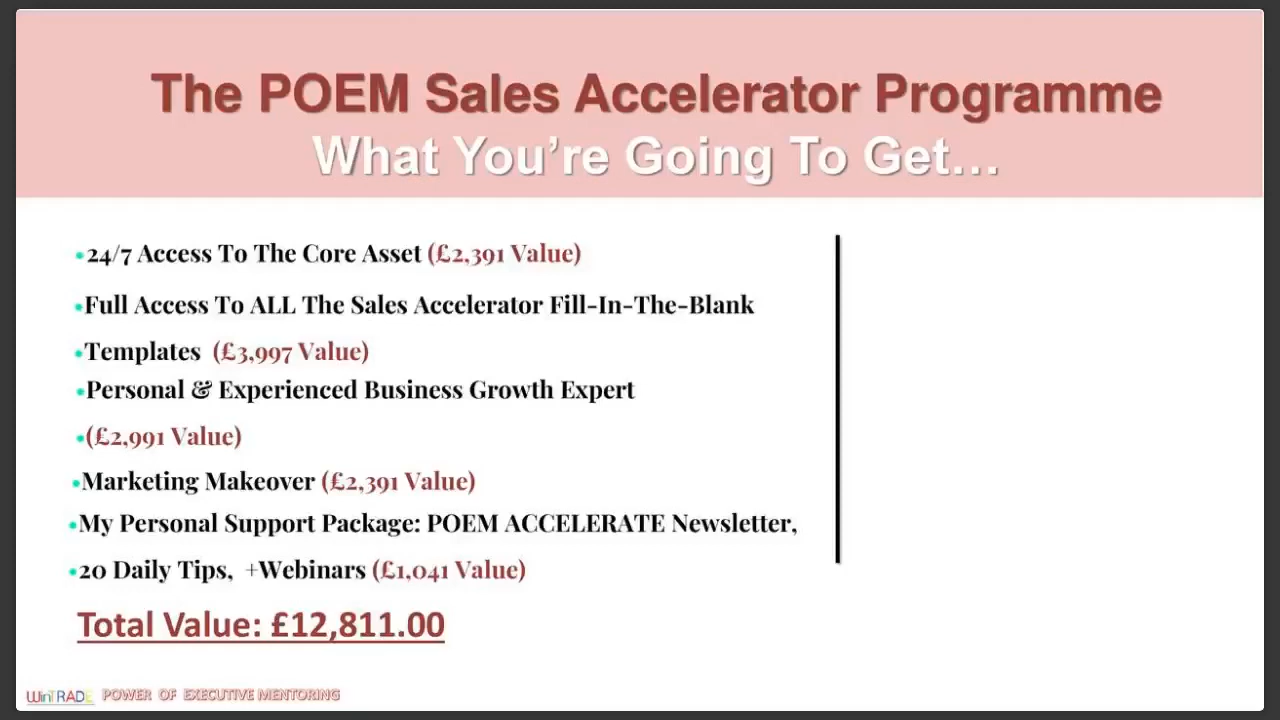 The POEM Sales Accelerator Programme
What You’re Going To Get…
•24/7 Access To The Core Asset (£2,391 Value)
•Full Access To ALL The Sales Accelerator Fill-In-The-Blank
•Templates (£3,997 Value)
•Personal & Experienced Business Growth Expert
•(£2,991 Value)
•Marketing Makeover (£2,391 Value)
•My Personal Support Package: POEM ACCELERATE Newsletter,
•20 Daily Tips, +Webinars (£1,041 Value)
Total Value: £12,811.00
WinTRADE POWER OF EXECUTIVE MENTORING